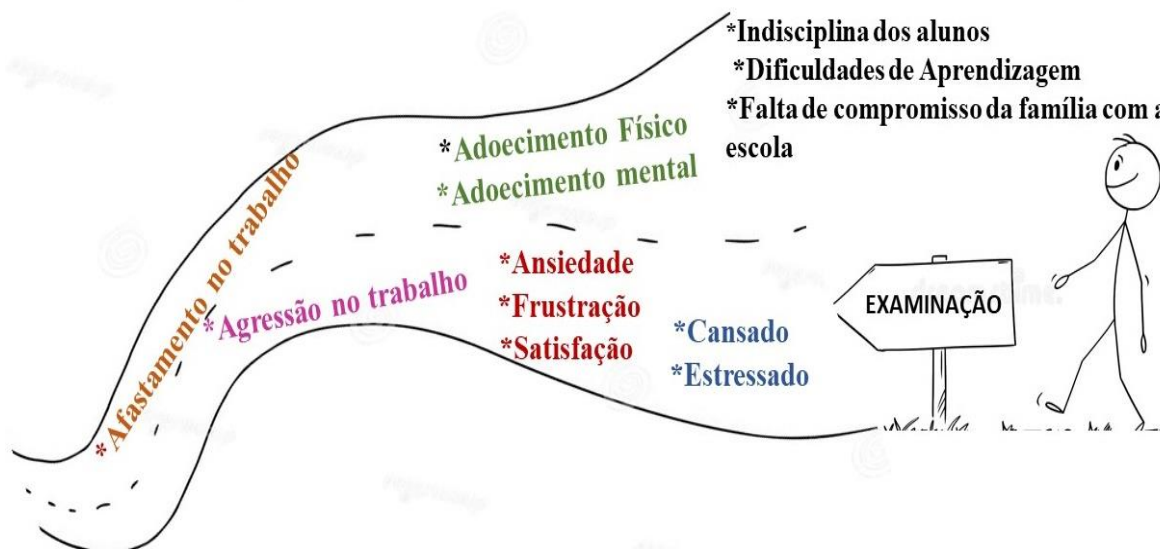 *Indisciplina dos alunos
*Dificuldades de Aprendizagem
*Falta de compromisso da família com a
escola
*Adoecimento Físico
*Adoecimento mental
*Afastamento no trabalho
*Agressão no trabalho
*Ansiedade
*Frustração
*Satisfação
*Cansado
*Estressado
EXAMINAÇÃO